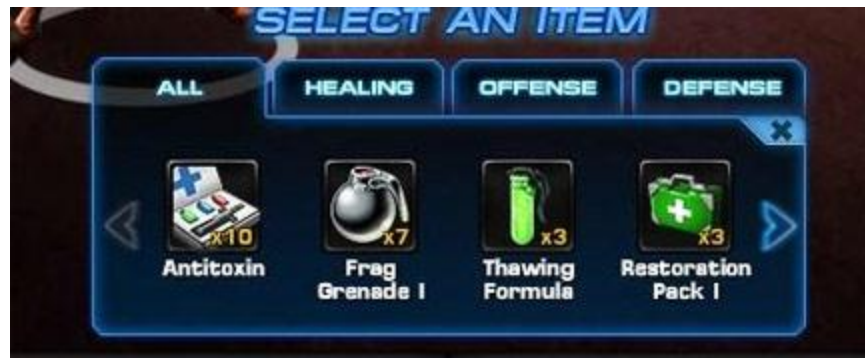 SELECT AN ITEM
ALL HEALING OFFENSE DEFENSE
x10 x7 x3 x3
Antitoxin Frag Thawing Restoration
Grenade I Formula Pack I